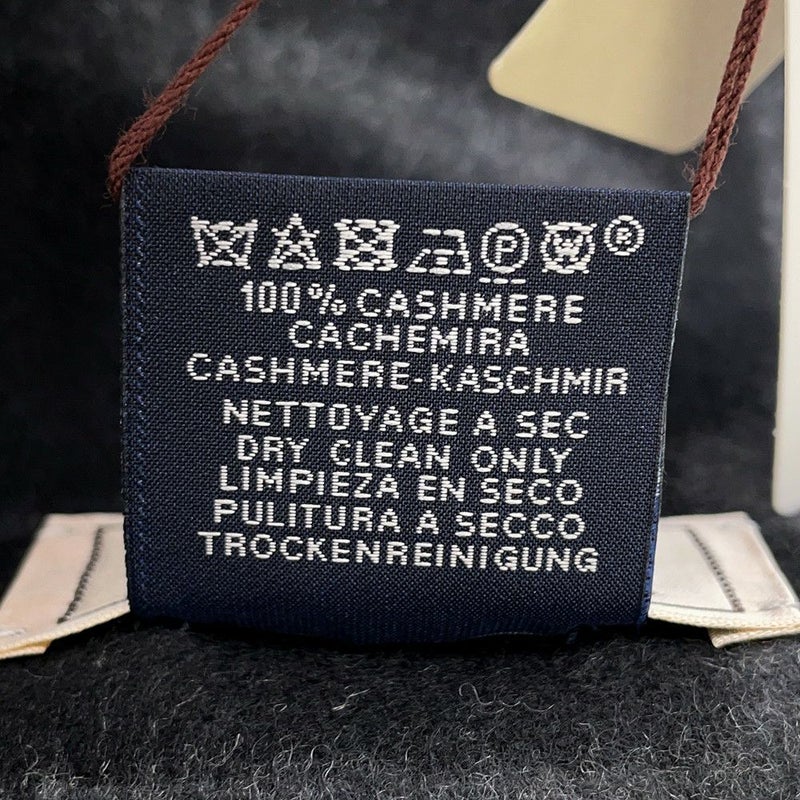 P W ®
100% CASHMERE
CACHEMIRA
CASHMERE-KASCHMIR
NETTOYAGE A SEC
DRY CLEAN ONLY
LIMPIEZA EN SECO
PULITURA A SECCO
TROCKENREINIGUNG